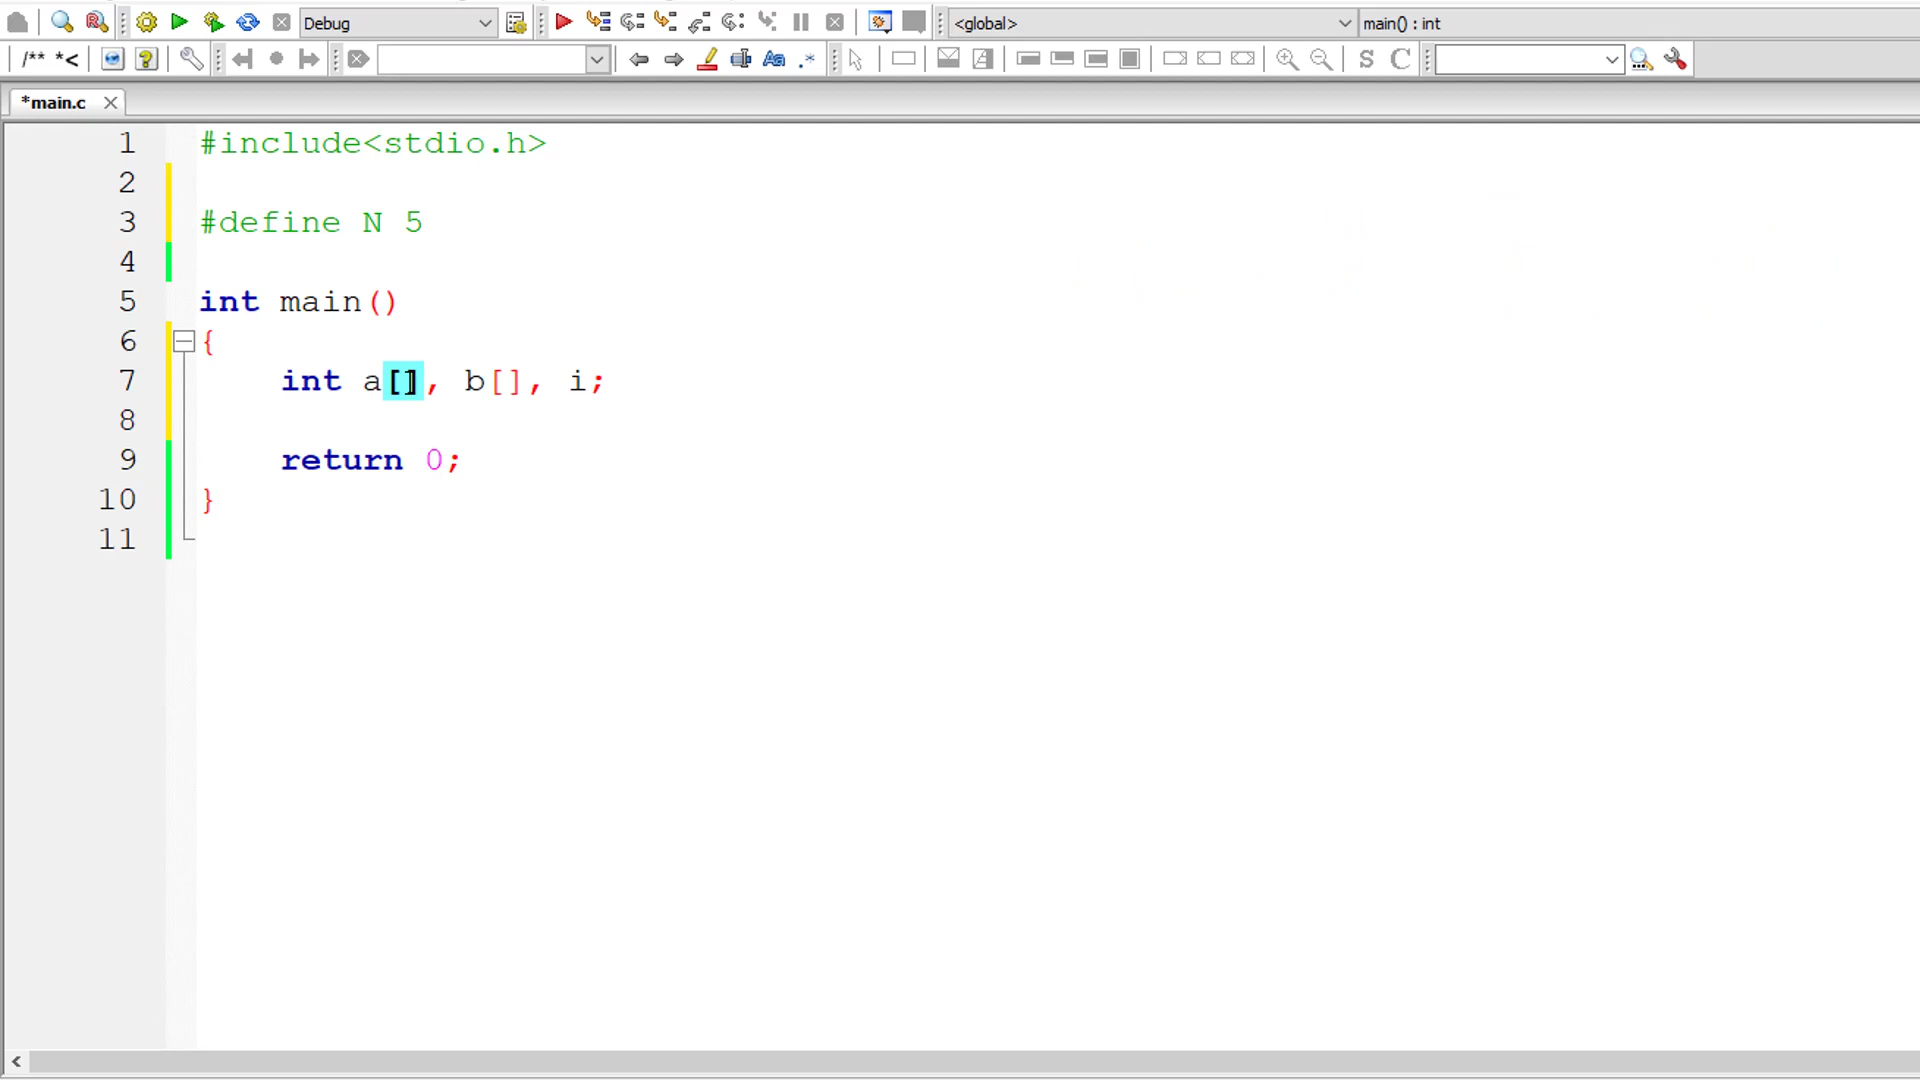 Debug
<global>
main() : int
/** *<
Aa
.*
S
C
*main.c
1 #include<stdio.h>
2
3 #define N 5
4
5 int main()
6 {
7 int a[], b[], i;
8
9 return 0;
10 }
11